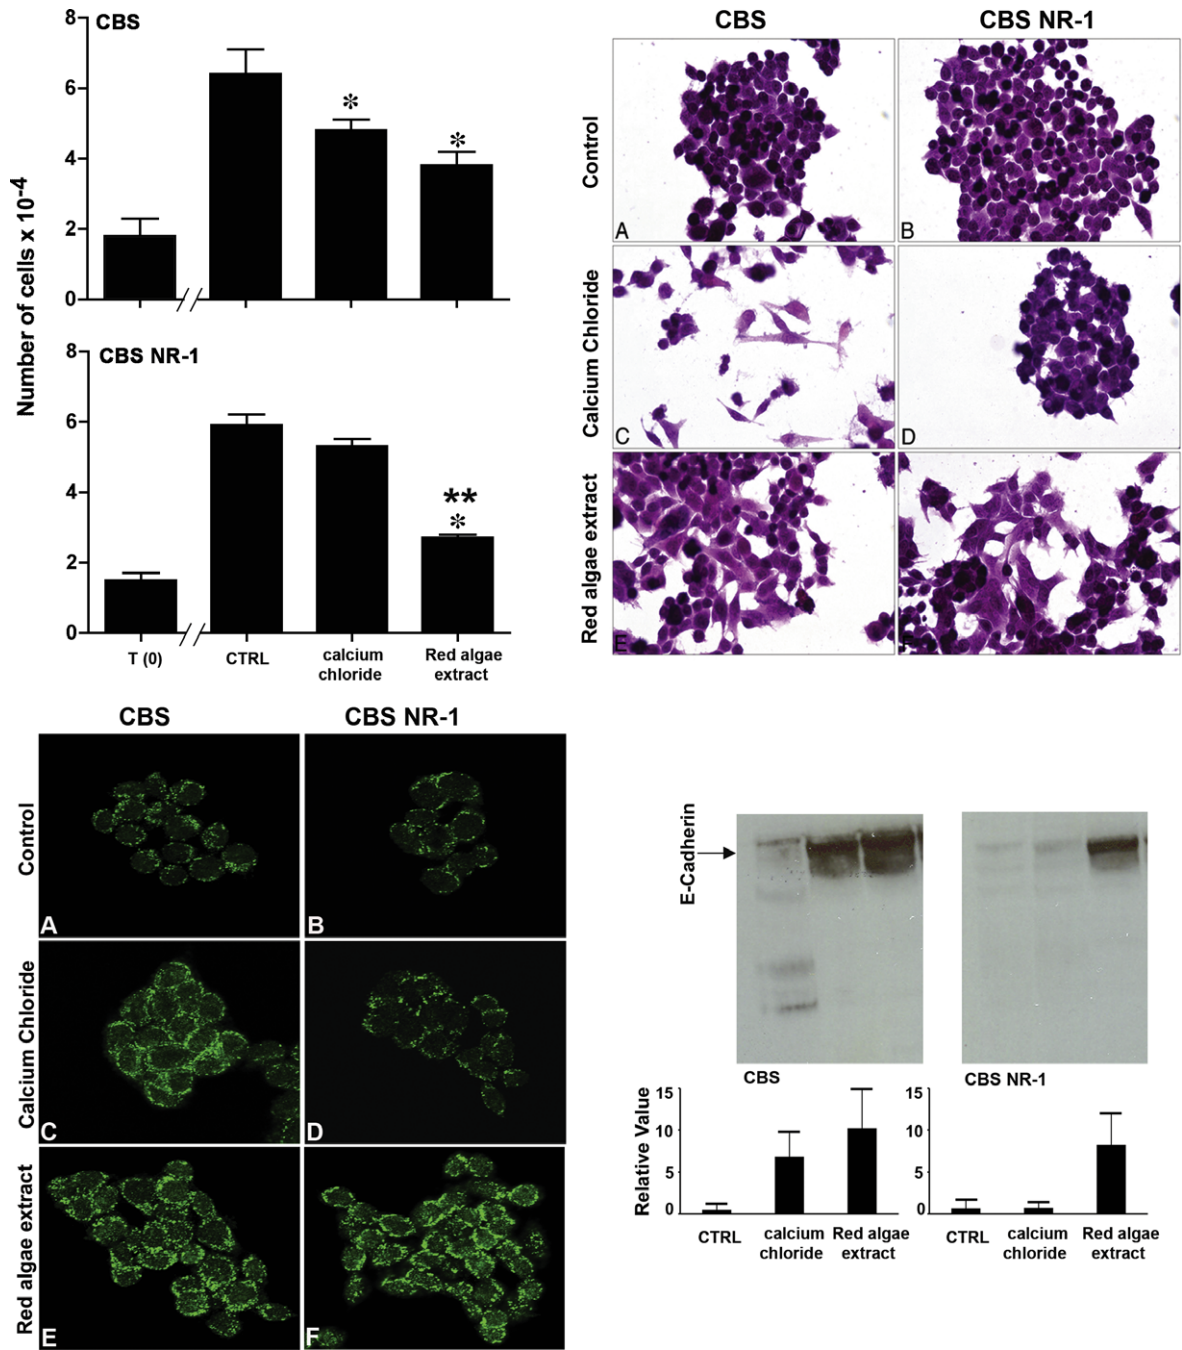 CBS
Number of cells x 10-4
8
6
4
2
0
CBS NR-1
8
6
4
2
0
T (0)
CTRL
calcium
chloride
Red algae
extract
*
*
**
*
CBS
CBS NR-1
Control
Calcium Chloride
Red algae extract
A
B
C
D
E
F
CBS
CBS NR-1
Control
Calcium Chloride
Red algae extract
A
B
C
D
E
F
E-Cadherin
CBS
CBS NR-1
Relative Value
15
10
5
0
CTRL
calcium
chloride
Red algae
extract
15
10
5
0
CTRL
calcium
chloride
Red algae
extract